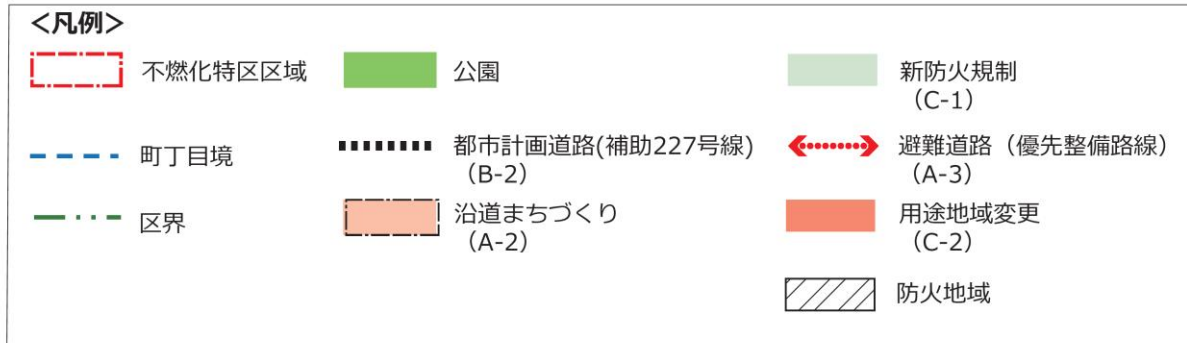 ＜凡例＞
不燃化特区区域
町丁目境
区界
公園
都市計画道路(補助227号線)
（B-2）
沿道まちづくり
（A-2）
新防火規制
（C-1）
避難道路（優先整備路線）
（A-3）
用途地域変更
（C-2）
防火地域